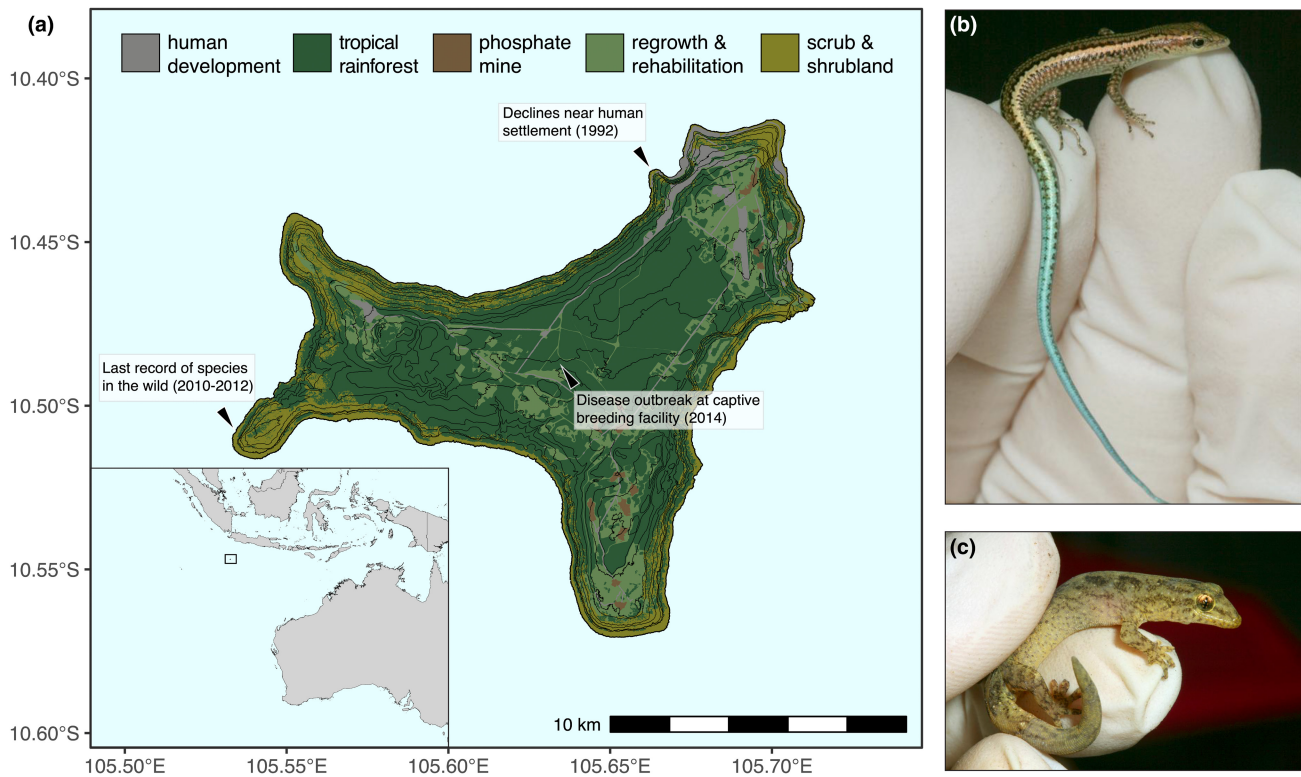 (a)
human
development
tropical
rainforest
phosphate
mine
regrowth &
rehabilitation
scrub &
shrubland
10.40°S
10.45°S
10.50°S
10.55°S
10.60°S
Declines near human
settlement (1992)
Last record of species
in the wild (2010-2012)
Disease outbreak at captive
breeding facility (2014)
10 km
105.50°E
105.55°E
105.60°E
105.65°E
105.70°E
(b)
(c)